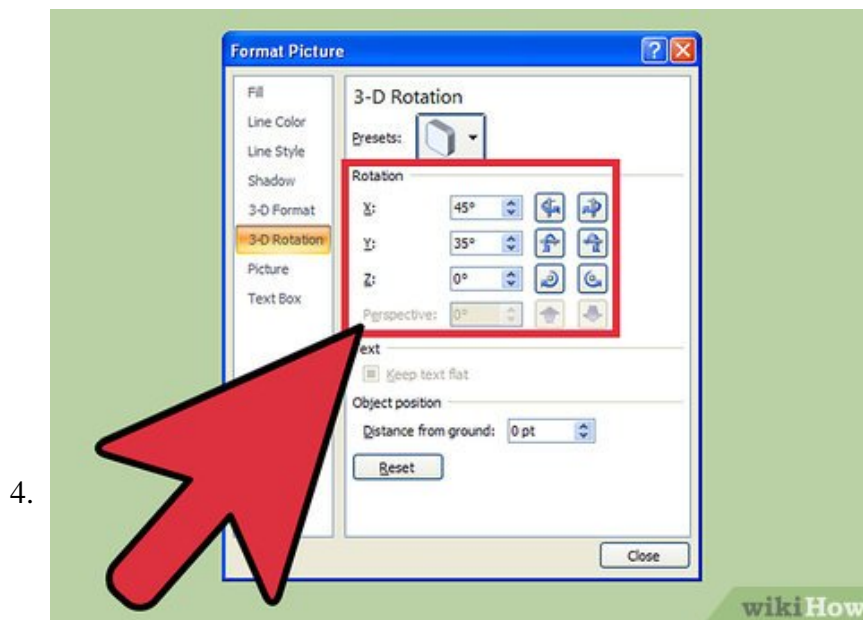 Format Picture
Fill
Line Color
Line Style
Shadow
3-D Format
3-D Rotation
Picture
Text Box
3-D Rotation
Presets:
Rotation
X: 45°
Y: 35°
Z: 0°
Perspective: 0°
Keep text flat
Object position
Distance from ground: 0 pt
Reset
4.
Close
wikiHow